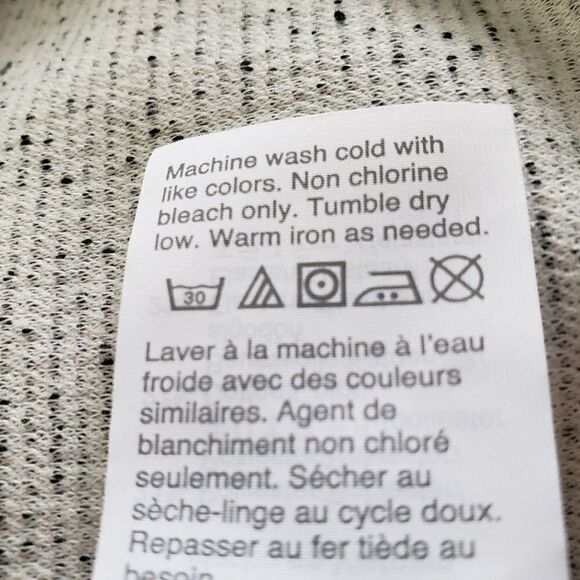 Machine wash cold with
like colors. Non chlorine
bleach only. Tumble dry
low. Warm iron as needed.
30
Laver à la machine à l'eau
froide avec des couleurs
similaires. Agent de
blanchiment non chloré
seulement. Sécher au
sèche-linge au cycle doux.
Repasser au fer tiède au
besoin